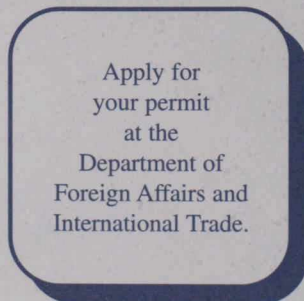 Apply for
your permit
at the
Department of
Foreign Affairs and
International Trade.